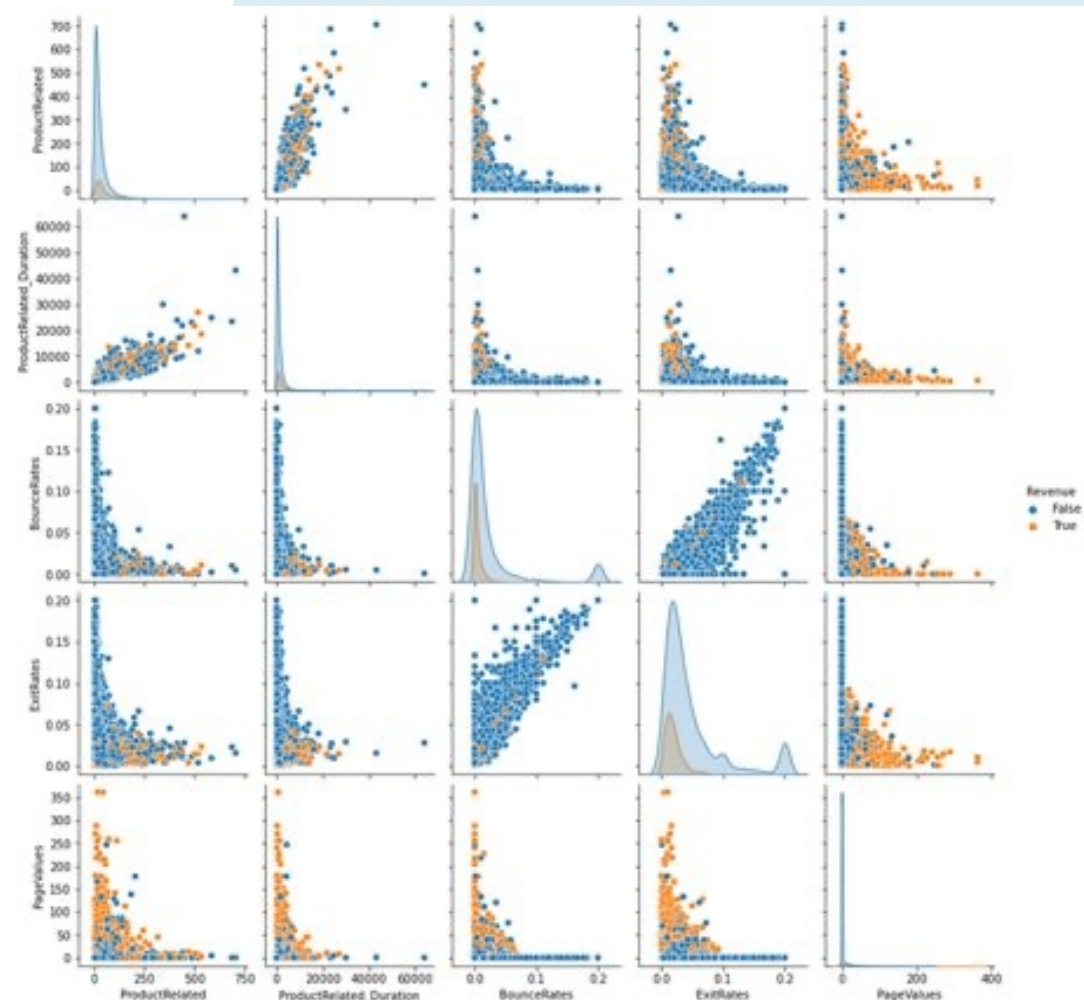 ProductRelated
700
600
500
400
300
200
100
0
ProductRelated_Duration
60000
50000
40000
30000
20000
10000
0
BounceRates
0.20
0.15
0.10
0.05
0.00
Revenue
False
True
ExitRates
0.20
0.15
0.10
0.05
0.00
PageValues
350
300
250
200
150
100
50
0
0 250 500 750
ProductRelated
0 20000 40000 60000
ProductRelated_Duration
0.0 0.1 0.2
BounceRates
0.0 0.1 0.2
ExitRates
0 200 400
PageValues